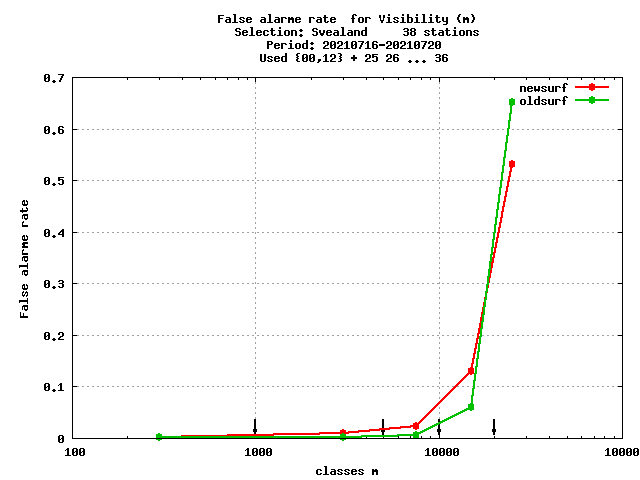 False alarme rate  for Visibility (m)
Selection: Svealand     38 stations
Period: 20210716-20210720
Used {00,12} + 25 26 ... 36
newsurf
oldsurf
0.7
0.6
0.5
0.4
0.3
0.2
0.1
0
False alarme rate
100
1000
10000
10000
classes m